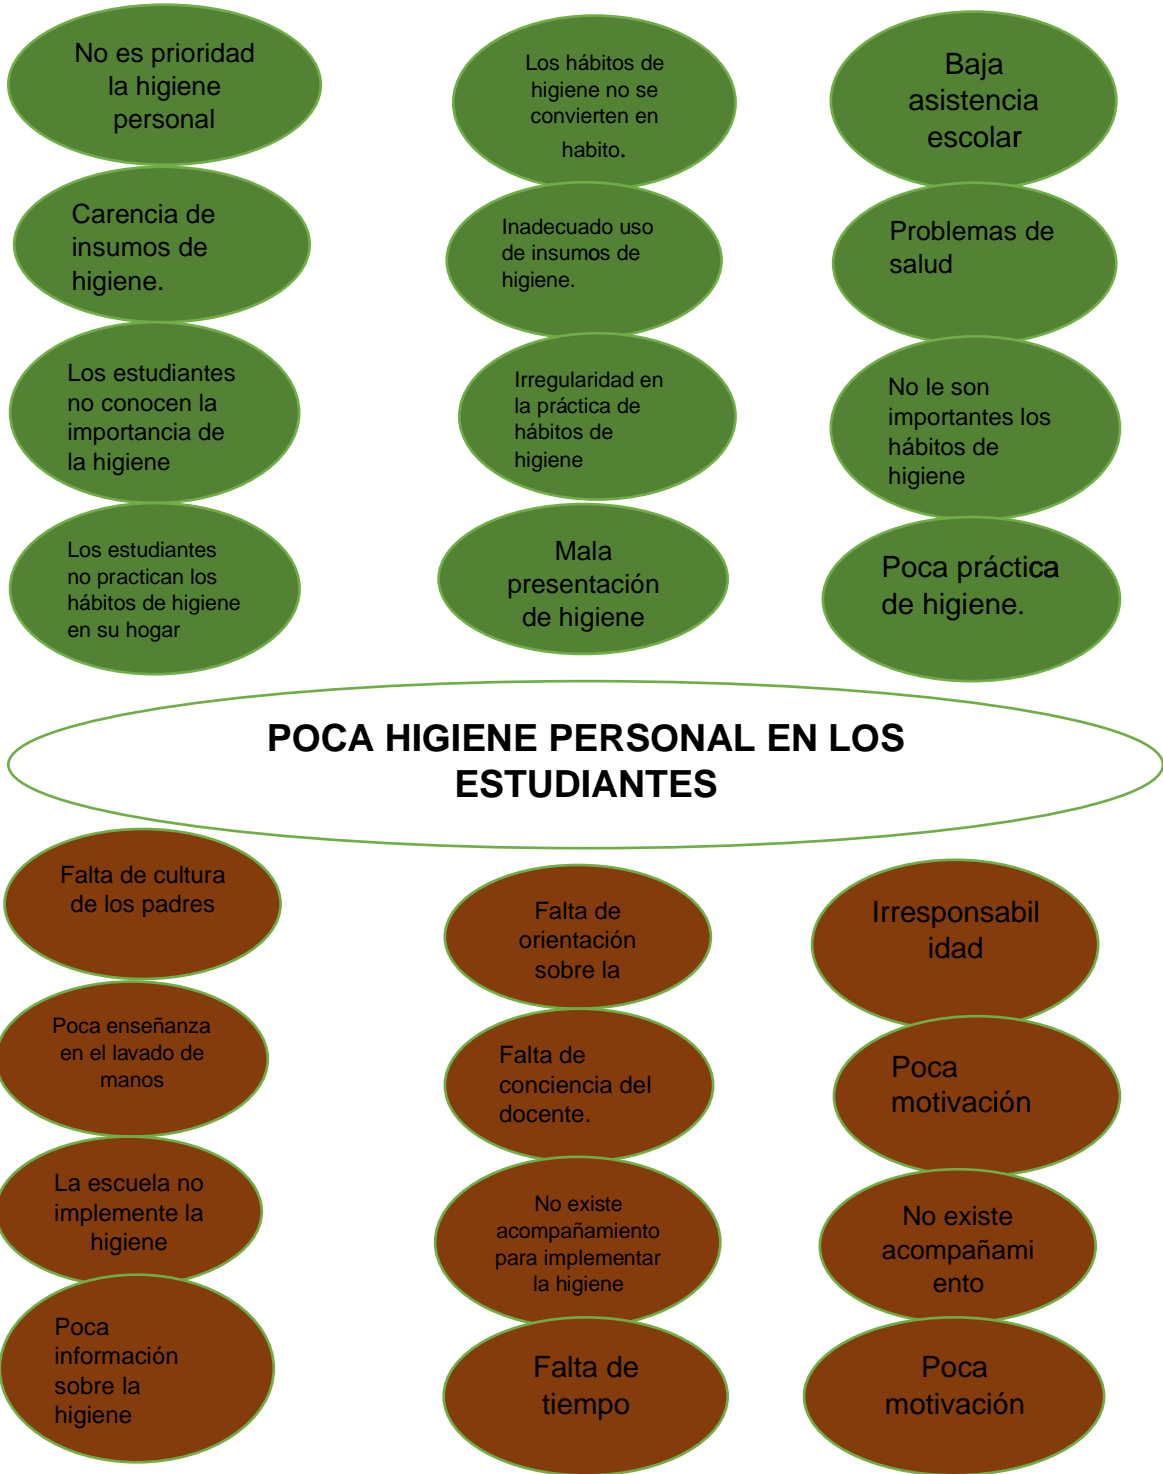 No es prioridad
la higiene
personal
Los hábitos de
higiene no se
convierten en
habito.
Baja
asistencia
escolar
Carencia de
insumos de
higiene.
Inadecuado uso
de insumos de
higiene.
Problemas de
salud
Los estudiantes
no conocen la
importancia de
la higiene
Irregularidad en
la práctica de
hábitos de
higiene
No le son
importantes los
hábitos de
higiene
Los estudiantes
no practican los
hábitos de higiene
en su hogar
Mala
presentación
de higiene
Poca práctica
de higiene.
POCA HIGIENE PERSONAL EN LOS
ESTUDIANTES
Falta de cultura
de los padres
Falta de
orientación
sobre la
Irresponsabil
idad
Poca enseñanza
en el lavado de
manos
Falta de
conciencia del
docente.
Poca
motivación
La escuela no
implemente la
higiene
No existe
acompañamiento
para implementar
la higiene
No existe
acompañami
ento
Poca
información
sobre la
higiene
Falta de
tiempo
Poca
motivación